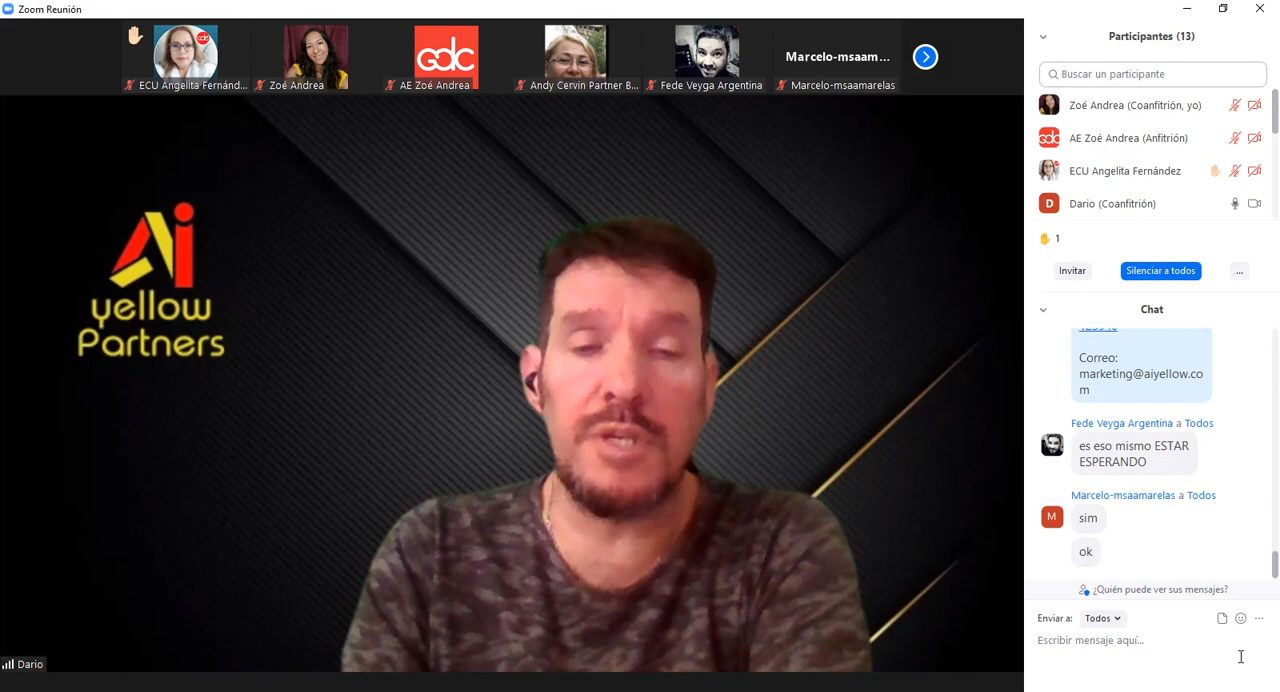 Zoom Reunión
ECU Angelita Fernánd...
Zoé Andrea
AE Zoé Andrea
Andy Cervin Partner B...
Fede Veyga Argentina
Marcelo-msaam...
Marcelo-msaamarelas
GDC
Ai
yellow
Partners
Dario
Participantes (13)
Buscar un participante
Zoé Andrea (Coanfitrión, yo)
AE Zoé Andrea (Anfitrión)
ECU Angelita Fernández
D
Dario (Coanfitrión)
1
Invitar
Silenciar a todos
...
Chat
Correo:
marketing@aiyellow.co
m
Fede Veyga Argentina a Todos
es eso mismo ESTAR
ESPERANDO
Marcelo-msaamarelas a Todos
M
sim
ok
¿Quién puede ver sus mensajes?
Enviar a: Todos
Escribir mensaje aquí...